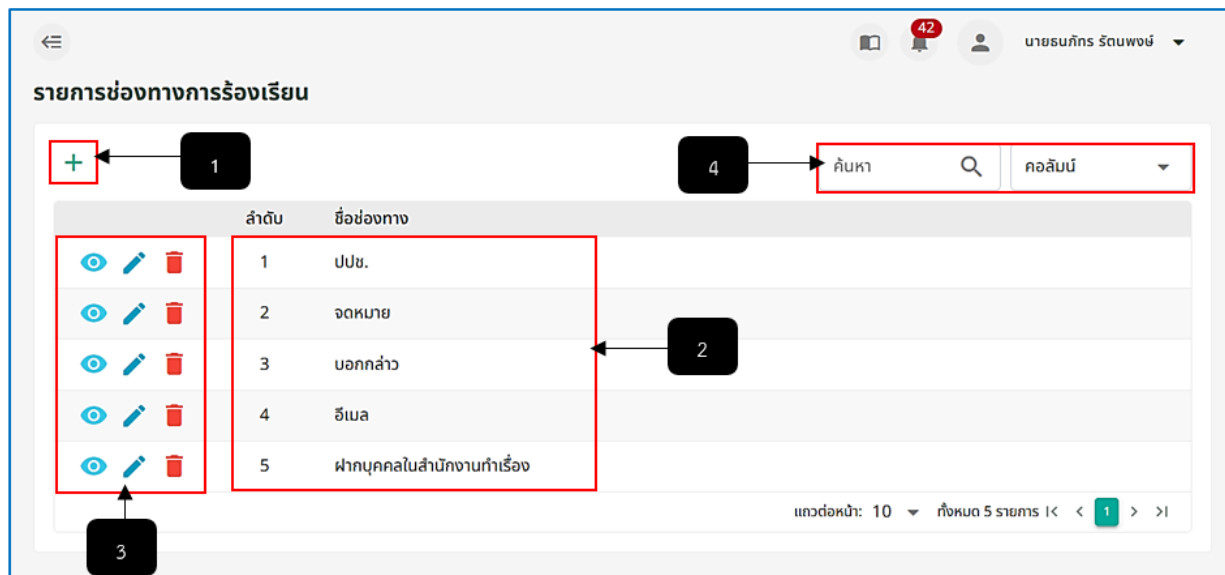 42
นายธนภัทร รัตนพงษ์
รายการช่องทางการร้องเรียน
1
4
ค้นหา
คอลัมน์
ลำดับ ชื่อช่องทาง
1 ปปช.
2 จดหมาย
2
3 บอกกล่าว
4 อีเมล
5 ฝากบุคคลในสำนักงานทำเรื่อง
แถวต่อหน้า: 10 ทั้งหมด 5 รายการ 1
3